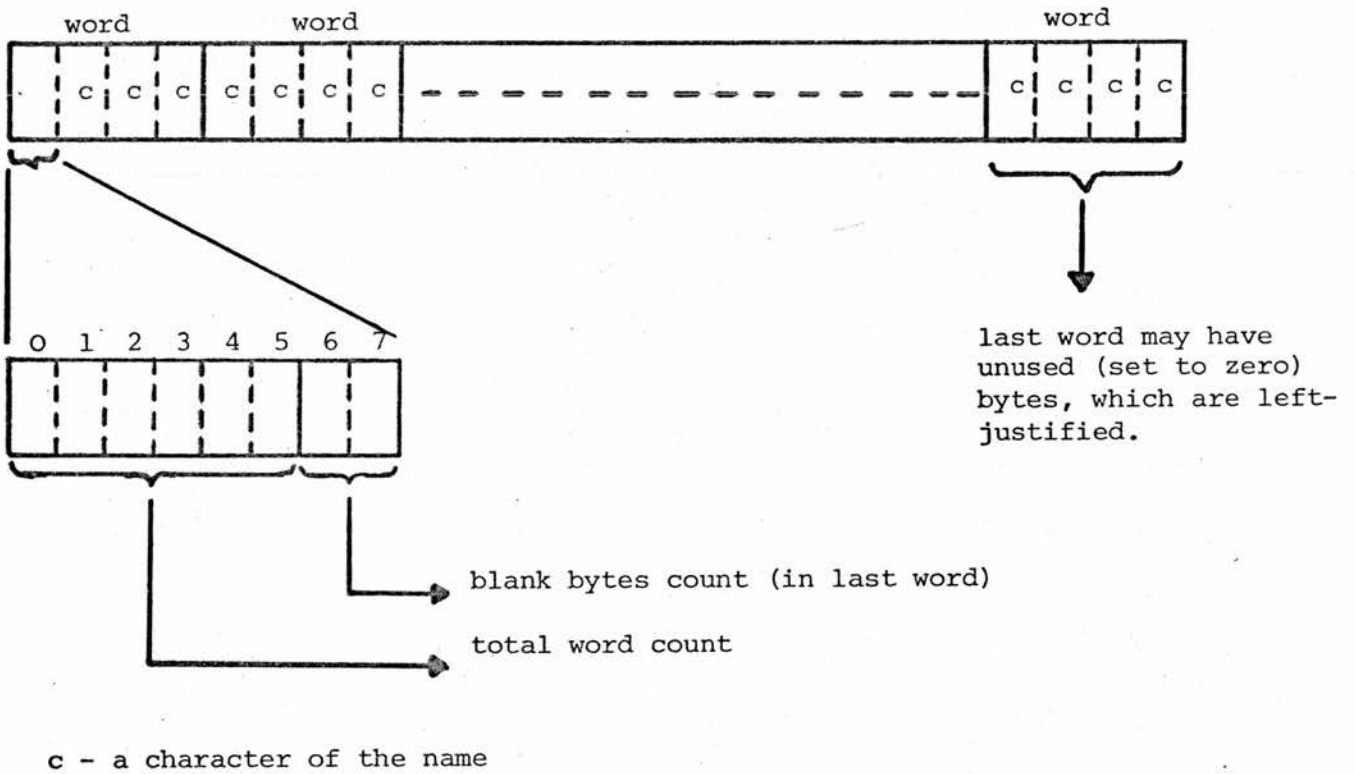 word word word
c c c c c c c c c c c
0 1 2 3 4 5 6 7
last word may have
unused (set to zero)
bytes, which are left-
justified.
blank bytes count (in last word)
total word count
c - a character of the name